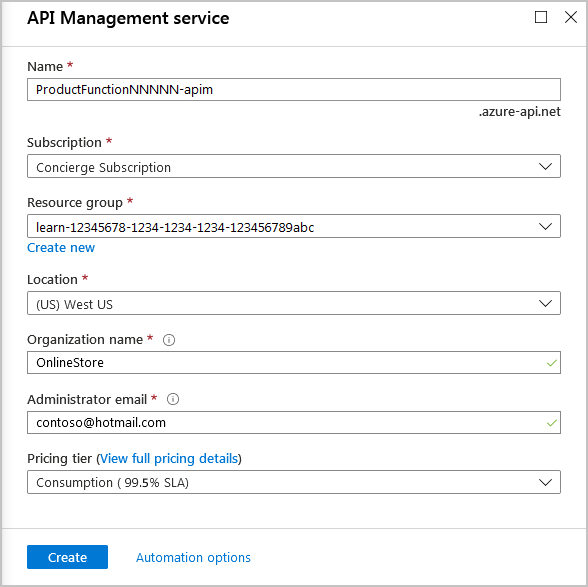 API Management service
Name *
ProductFunctionNNNNN-apim
.azure-api.net
Subscription *
Concierge Subscription
Resource group *
learn-12345678-1234-1234-1234-123456789abc
Create new
Location *
(US) West US
Organization name *
OnlineStore
Administrator email *
contoso@hotmail.com
Pricing tier (View full pricing details)
Consumption ( 99.5% SLA)
Create Automation options